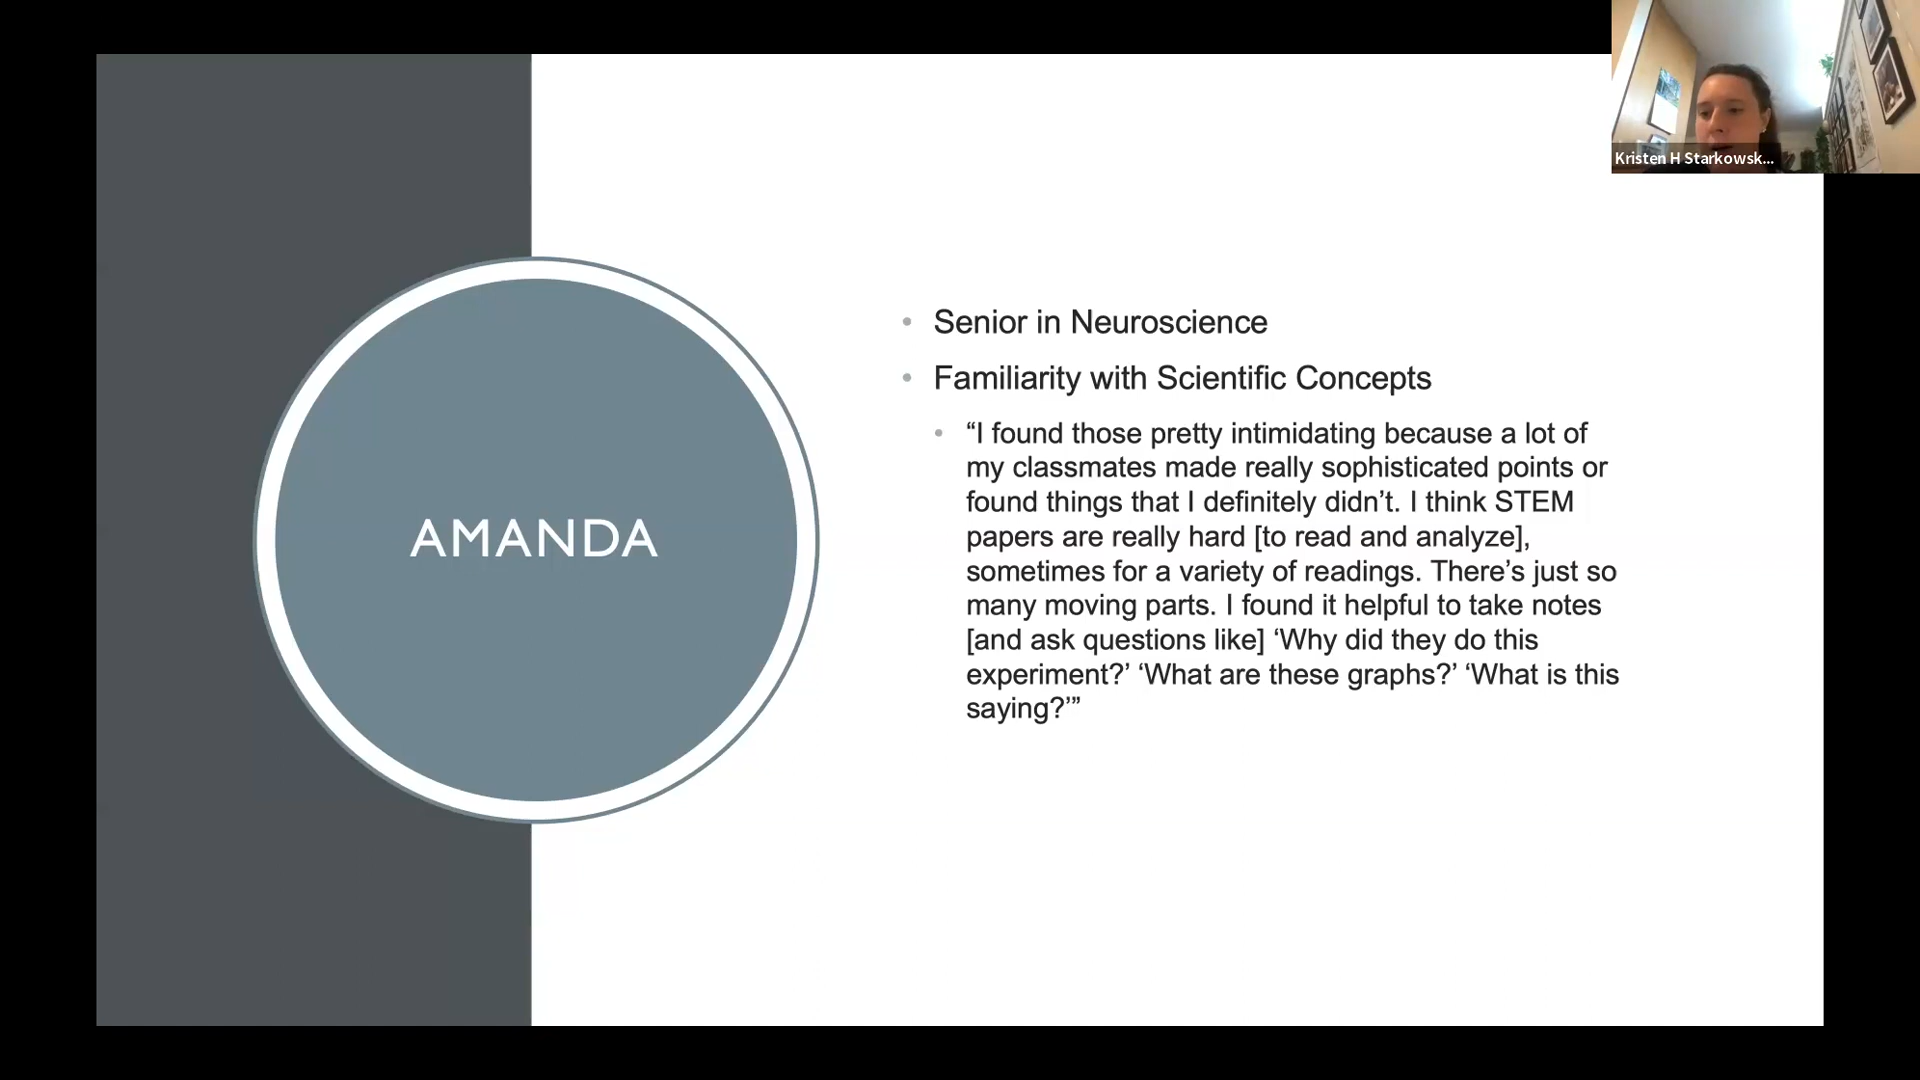 Kristen H Starkowsk...
AMANDA
• Senior in Neuroscience
• Familiarity with Scientific Concepts
• “I found those pretty intimidating because a lot of
my classmates made really sophisticated points or
found things that I definitely didn’t. I think STEM
papers are really hard [to read and analyze],
sometimes for a variety of readings. There’s just so
many moving parts. I found it helpful to take notes
[and ask questions like] ‘Why did they do this
experiment?’ ‘What are these graphs?’ ‘What is this
saying?’”